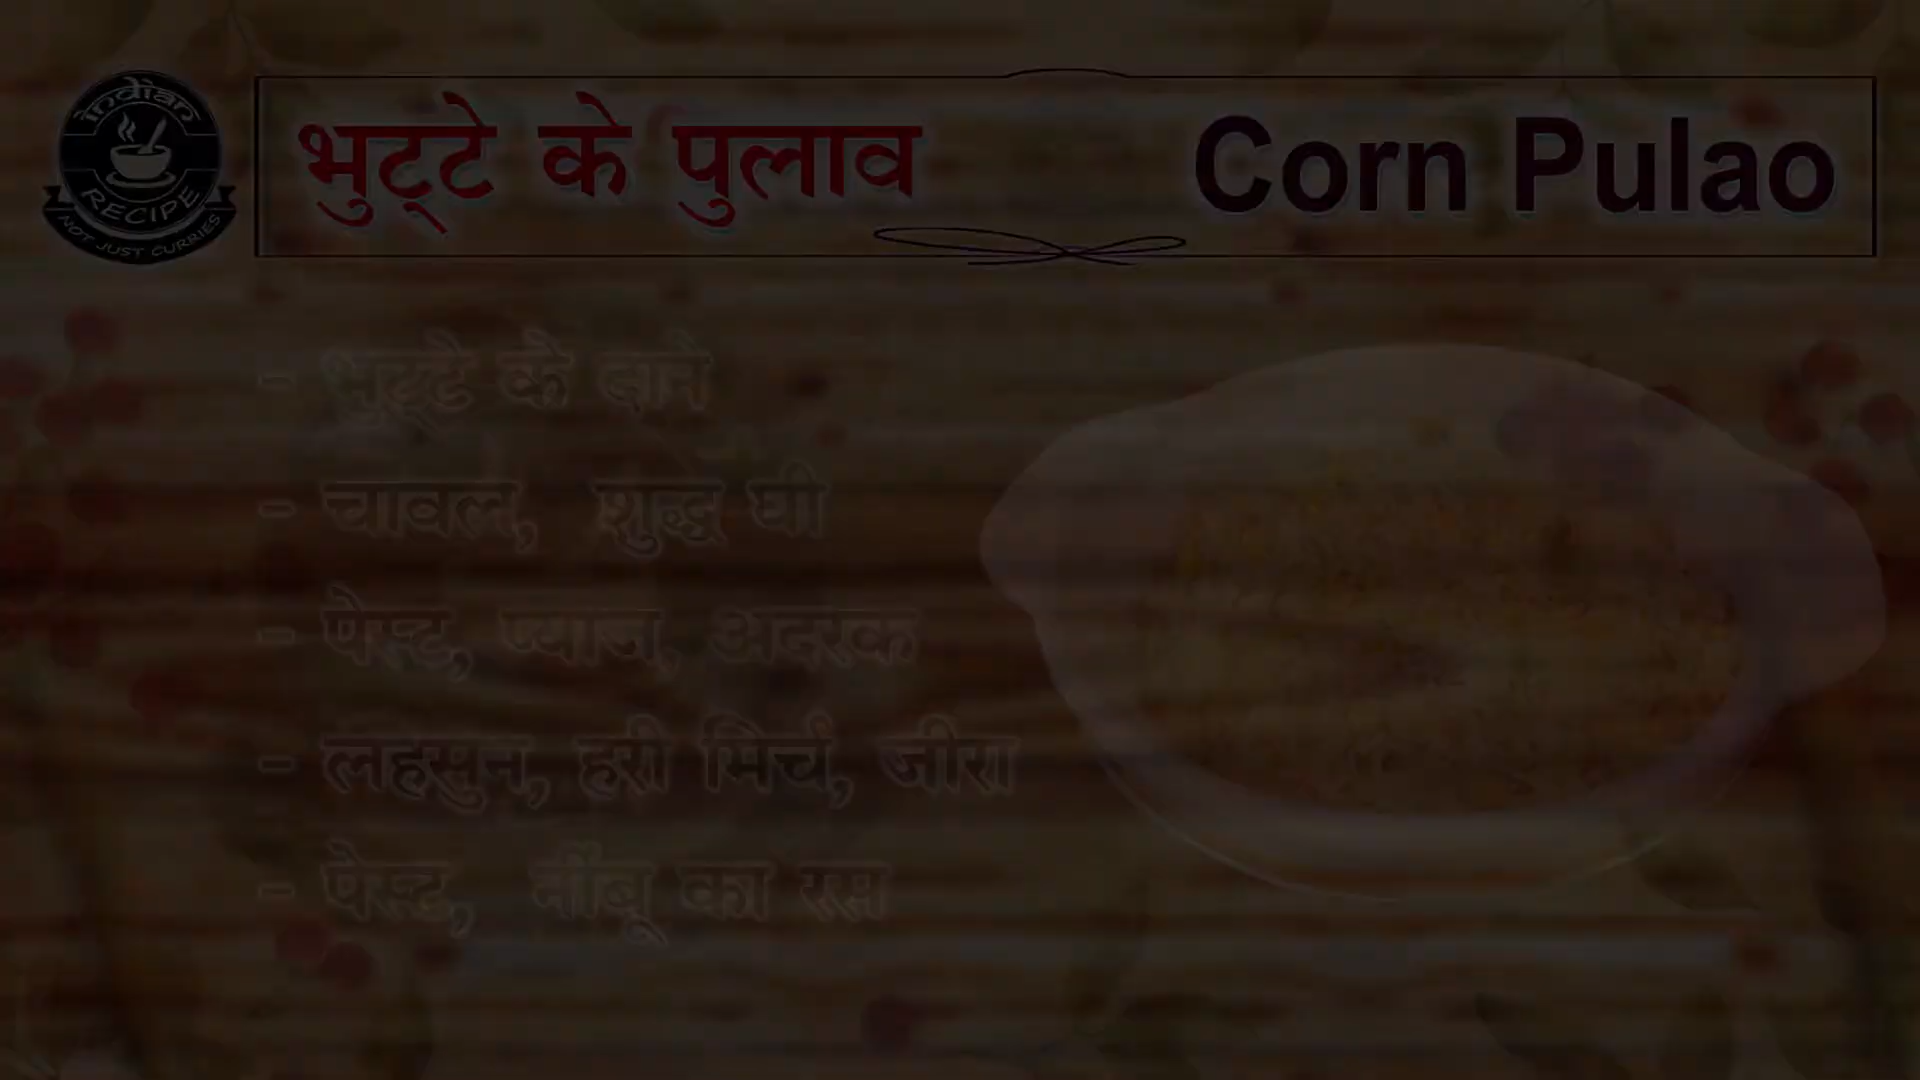 indian
RECIPE
NOT JUST CURRIES
भुट्टे के पुलाव Corn Pulao
- भुट्टे के दाने
- चांवल, शुद्ध घी
- पेस्ट, प्याज, अदरक
- लहसुन, हरी मिर्च, जीरा
- पेस्ट, नींबू का रस